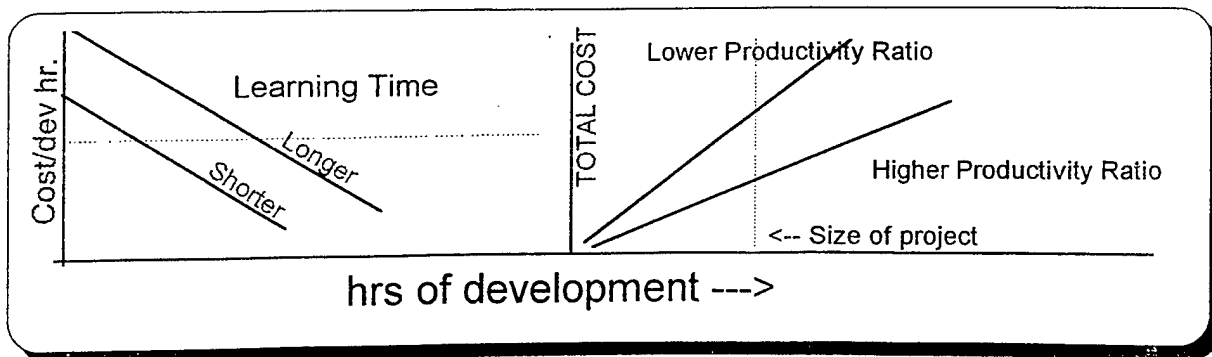 Cost/dev hr.
Learning Time
Longer
Shorter
TOTAL COST
Lower Productivity Ratio
Higher Productivity Ratio
<-- Size of project
hrs of development --->